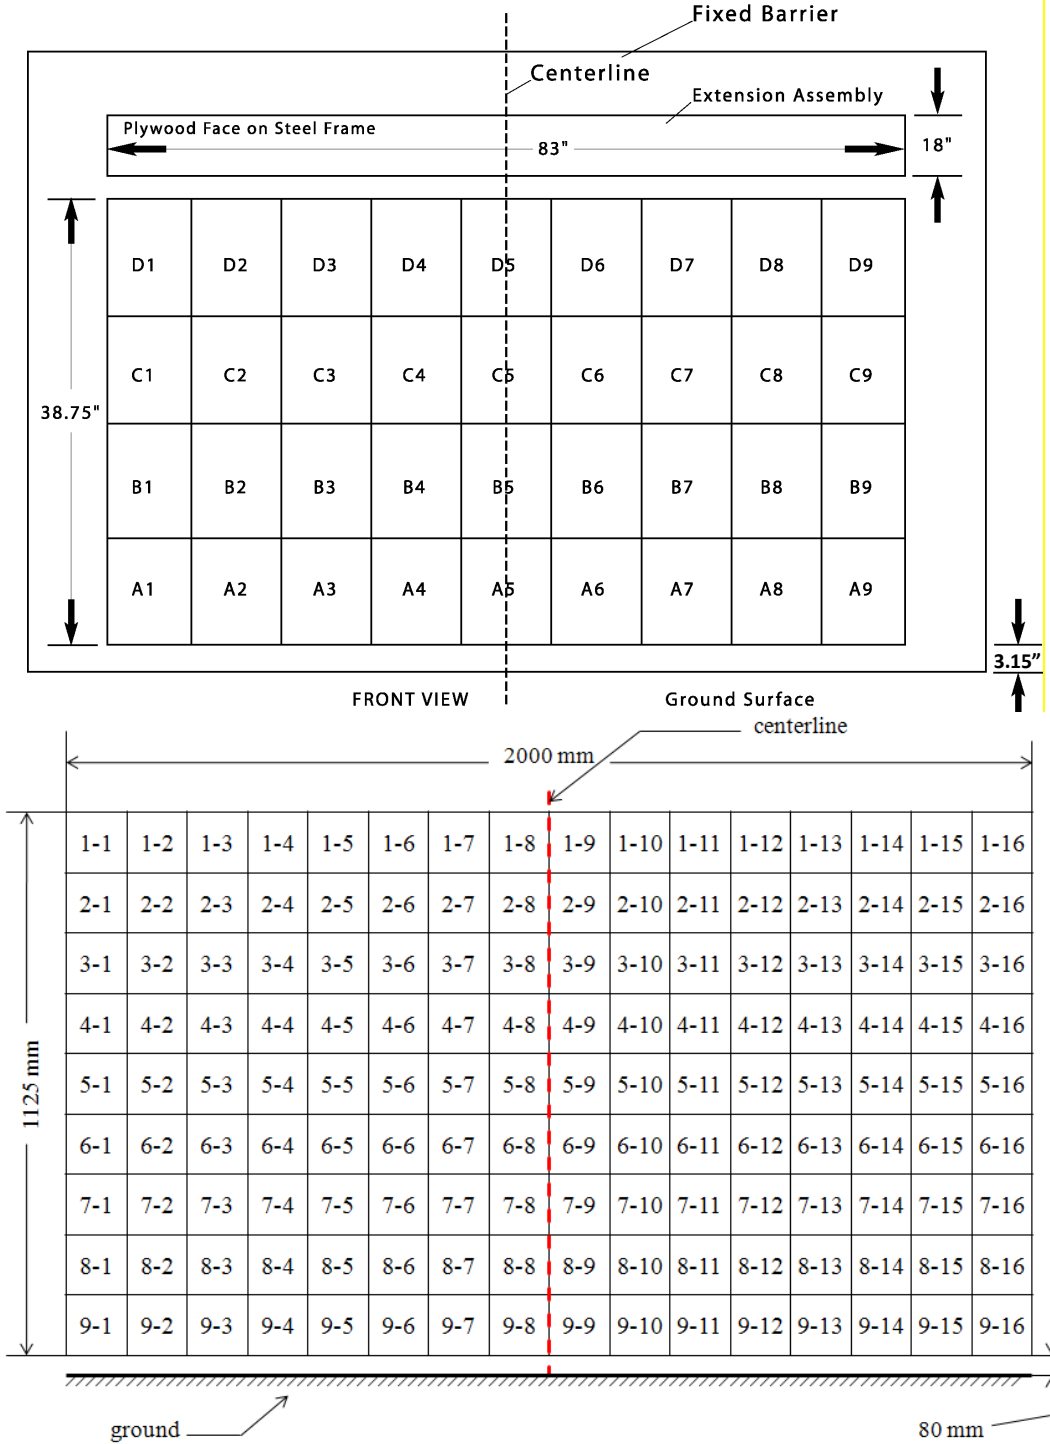 Fixed Barrier
Centerline
Extension Assembly
Plywood Face on Steel Frame
83"
18"
D1 D2 D3 D4 D5 D6 D7 D8 D9
C1 C2 C3 C4 C5 C6 C7 C8 C9
38.75"
B1 B2 B3 B4 B5 B6 B7 B8 B9
A1 A2 A3 A4 A5 A6 A7 A8 A9
3.15”
FRONT VIEW Ground Surface
centerline
2000 mm
1-1 1-2 1-3 1-4 1-5 1-6 1-7 1-8 1-9 1-10 1-11 1-12 1-13 1-14 1-15 1-16
2-1 2-2 2-3 2-4 2-5 2-6 2-7 2-8 2-9 2-10 2-11 2-12 2-13 2-14 2-15 2-16
3-1 3-2 3-3 3-4 3-5 3-6 3-7 3-8 3-9 3-10 3-11 3-12 3-13 3-14 3-15 3-16
4-1 4-2 4-3 4-4 4-5 4-6 4-7 4-8 4-9 4-10 4-11 4-12 4-13 4-14 4-15 4-16
1125 mm
5-1 5-2 5-3 5-4 5-5 5-6 5-7 5-8 5-9 5-10 5-11 5-12 5-13 5-14 5-15 5-16
6-1 6-2 6-3 6-4 6-5 6-6 6-7 6-8 6-9 6-10 6-11 6-12 6-13 6-14 6-15 6-16
7-1 7-2 7-3 7-4 7-5 7-6 7-7 7-8 7-9 7-10 7-11 7-12 7-13 7-14 7-15 7-16
8-1 8-2 8-3 8-4 8-5 8-6 8-7 8-8 8-9 8-10 8-11 8-12 8-13 8-14 8-15 8-16
9-1 9-2 9-3 9-4 9-5 9-6 9-7 9-8 9-9 9-10 9-11 9-12 9-13 9-14 9-15 9-16
ground 80 mm